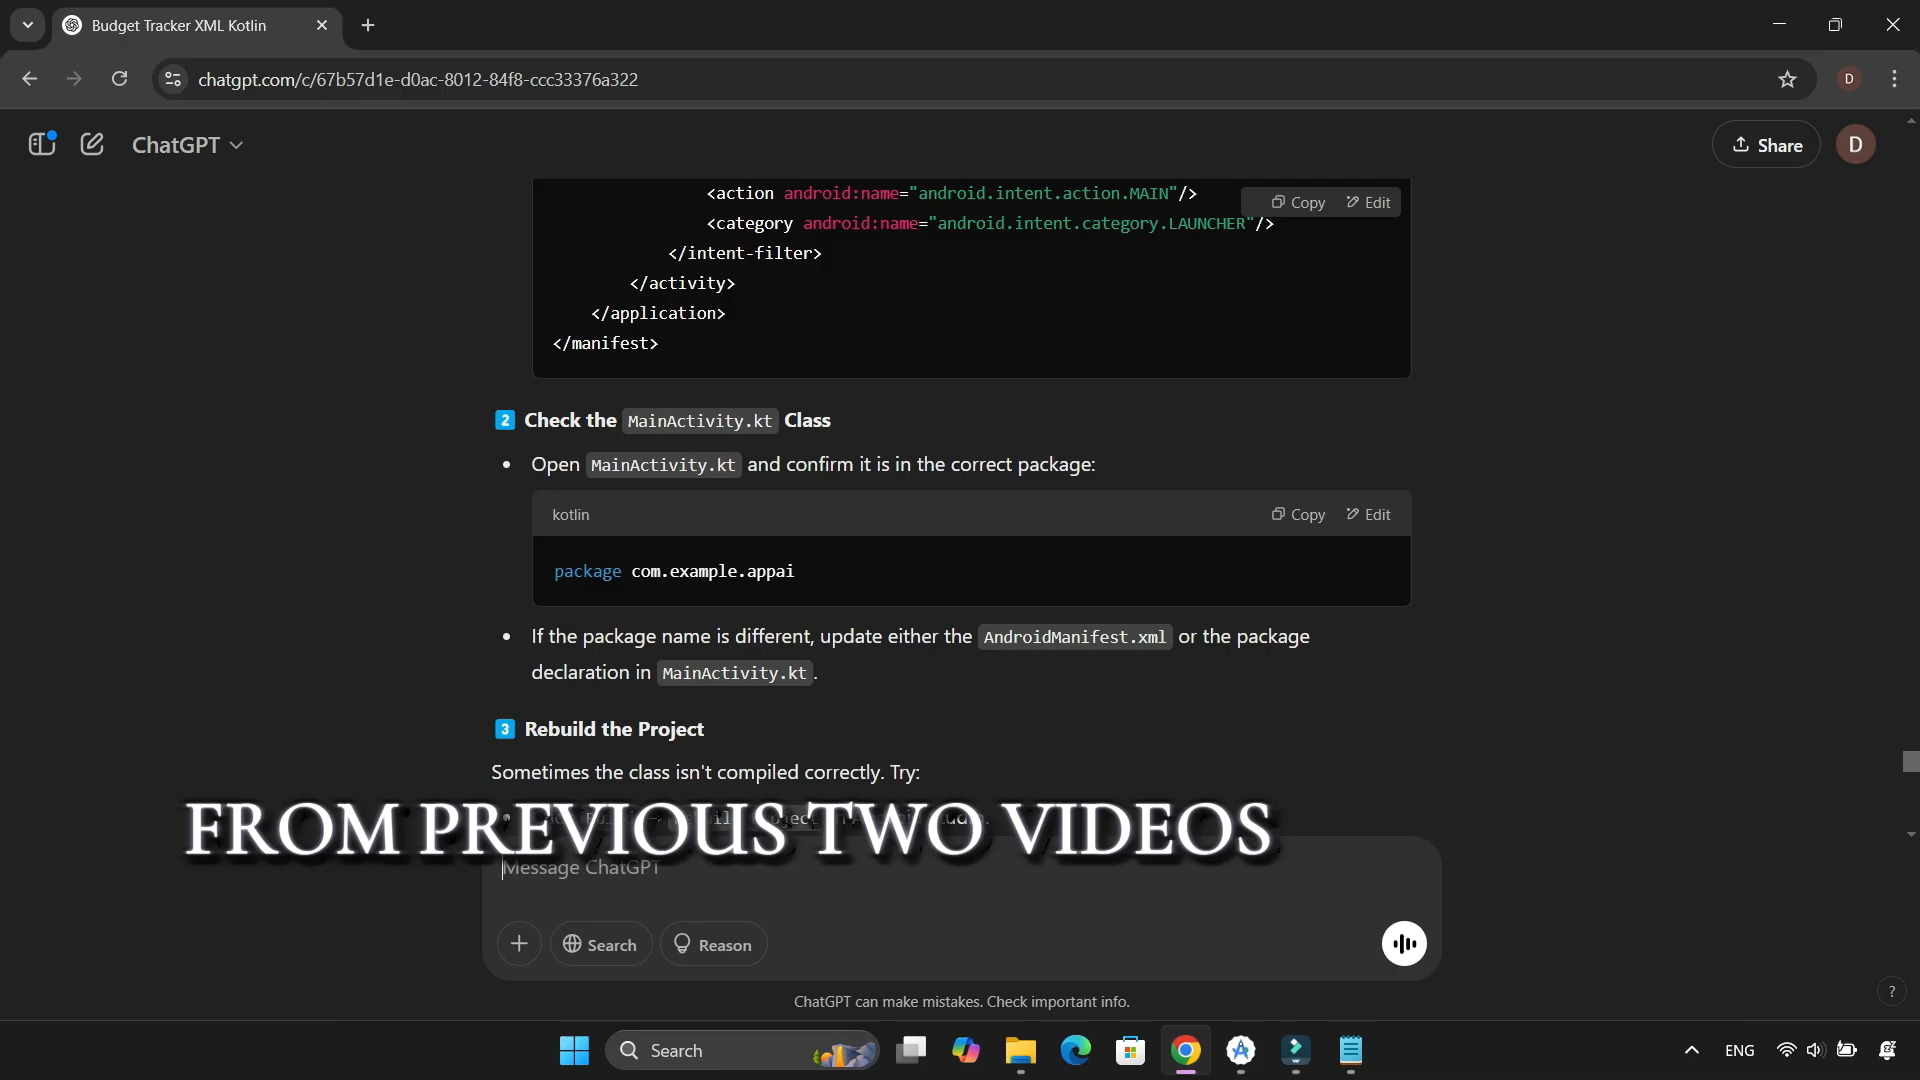 Budget Tracker XML Kotlin
chatgpt.com/c/67b57d1e-d0ac-8012-84f8-ccc33376a322
D
ChatGPT
Share
D
<action android:name="android.intent.action.MAIN"/>
Copy Edit
<category android:name="android.intent.category.LAUNCHER"/>
</intent-filter>
</activity>
</application>
</manifest>
2 Check the MainActivity.kt Class
• Open MainActivity.kt and confirm it is in the correct package:
kotlin
Copy Edit
package com.example.appai
• If the package name is different, update either the AndroidManifest.xml or the package
declaration in MainActivity.kt.
3 Rebuild the Project
Sometimes the class isn't compiled correctly. Try:
FROM PREVIOUS TWO VIDEOS
Message ChatGPT
Search
Reason
ChatGPT can make mistakes. Check important info.
?
Search
ENG